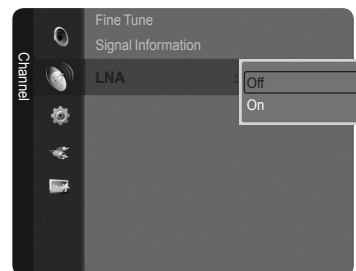 Channel
Fine Tune
Signal Information
LNA : Off
On